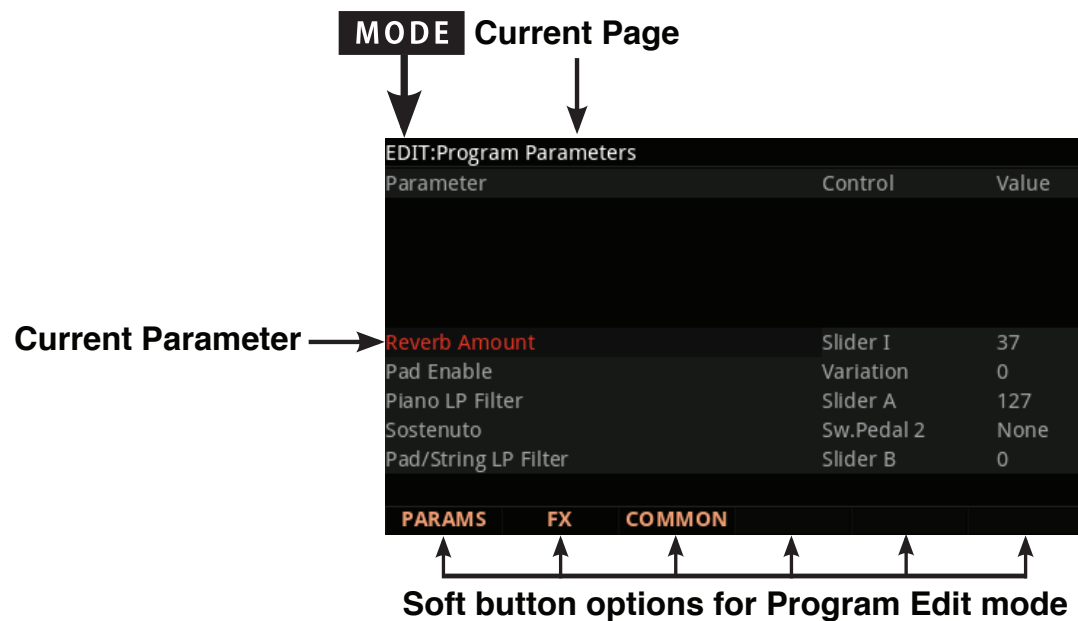 MODE Current Page
EDIT:Program Parameters
Parameter Control Value
Current Parameter
Reverb Amount Slider I 37
Pad Enable Variation 0
Piano LP Filter Slider A 127
Sostenuto Sw.Pedal 2 None
Pad/String LP Filter Slider B 0
PARAMS FX COMMON
Soft button options for Program Edit mode